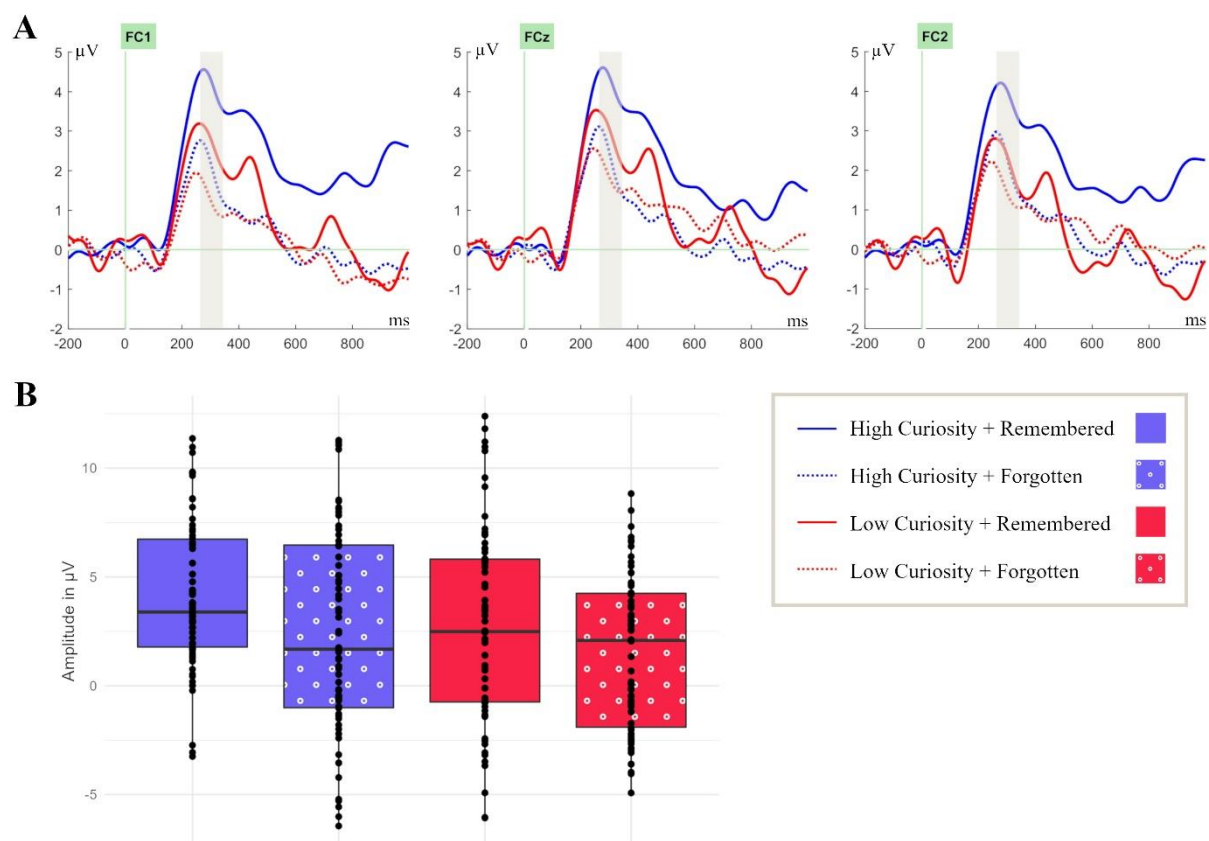 A
FC1
FCz
FC2
µV
µV
µV
5
4
3
2
1
0
-1
-2
-200 0 200 400 600 800
ms
5
4
3
2
1
0
-1
-2
-200 0 200 400 600 800
ms
5
4
3
2
1
0
-1
-2
-200 0 200 400 600 800
ms
B
Amplitude in µV
10
5
0
-5
High Curiosity + Remembered
High Curiosity + Forgotten
Low Curiosity + Remembered
Low Curiosity + Forgotten